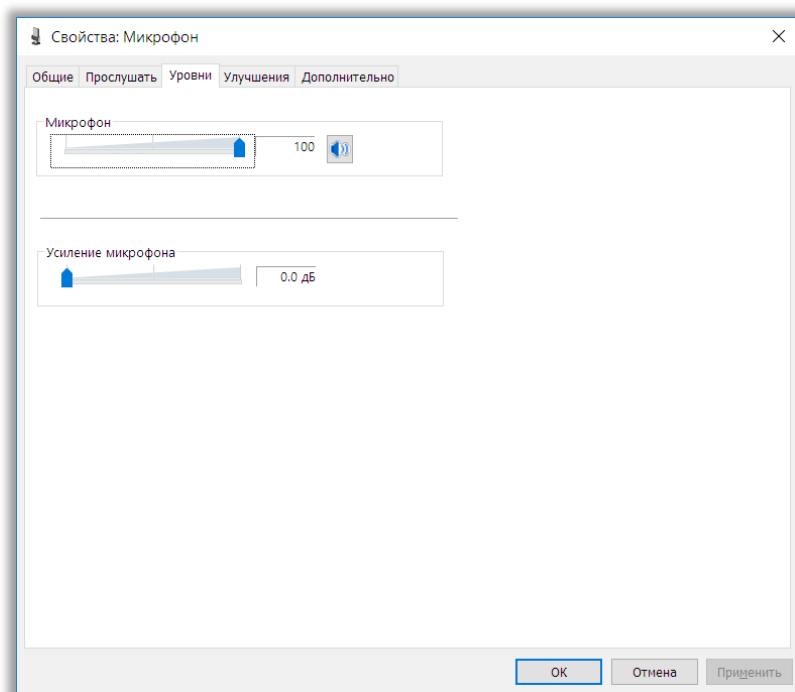 Свойства: Микрофон
Общие Прослушать Уровни Улучшения Дополнительно
Микрофон
100
Усиление микрофона
0.0 дБ
ОК Отмена Применить